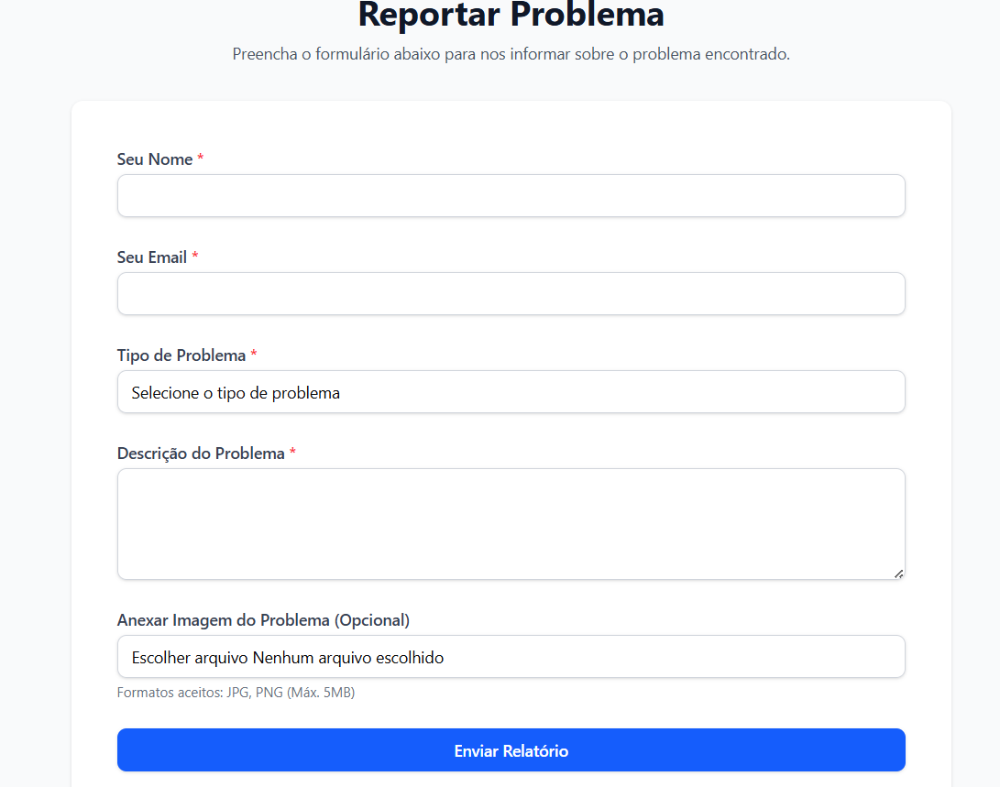 Reportar Problema
Preencha o formulário abaixo para nos informar sobre o problema encontrado.
Seu Nome *
Seu Email *
Tipo de Problema *
Selecione o tipo de problema
Descrição do Problema *
Anexar Imagem do Problema (Opcional)
Escolher arquivo Nenhum arquivo escolhido
Formatos aceitos: JPG, PNG (Máx. 5MB)
Enviar Relatório